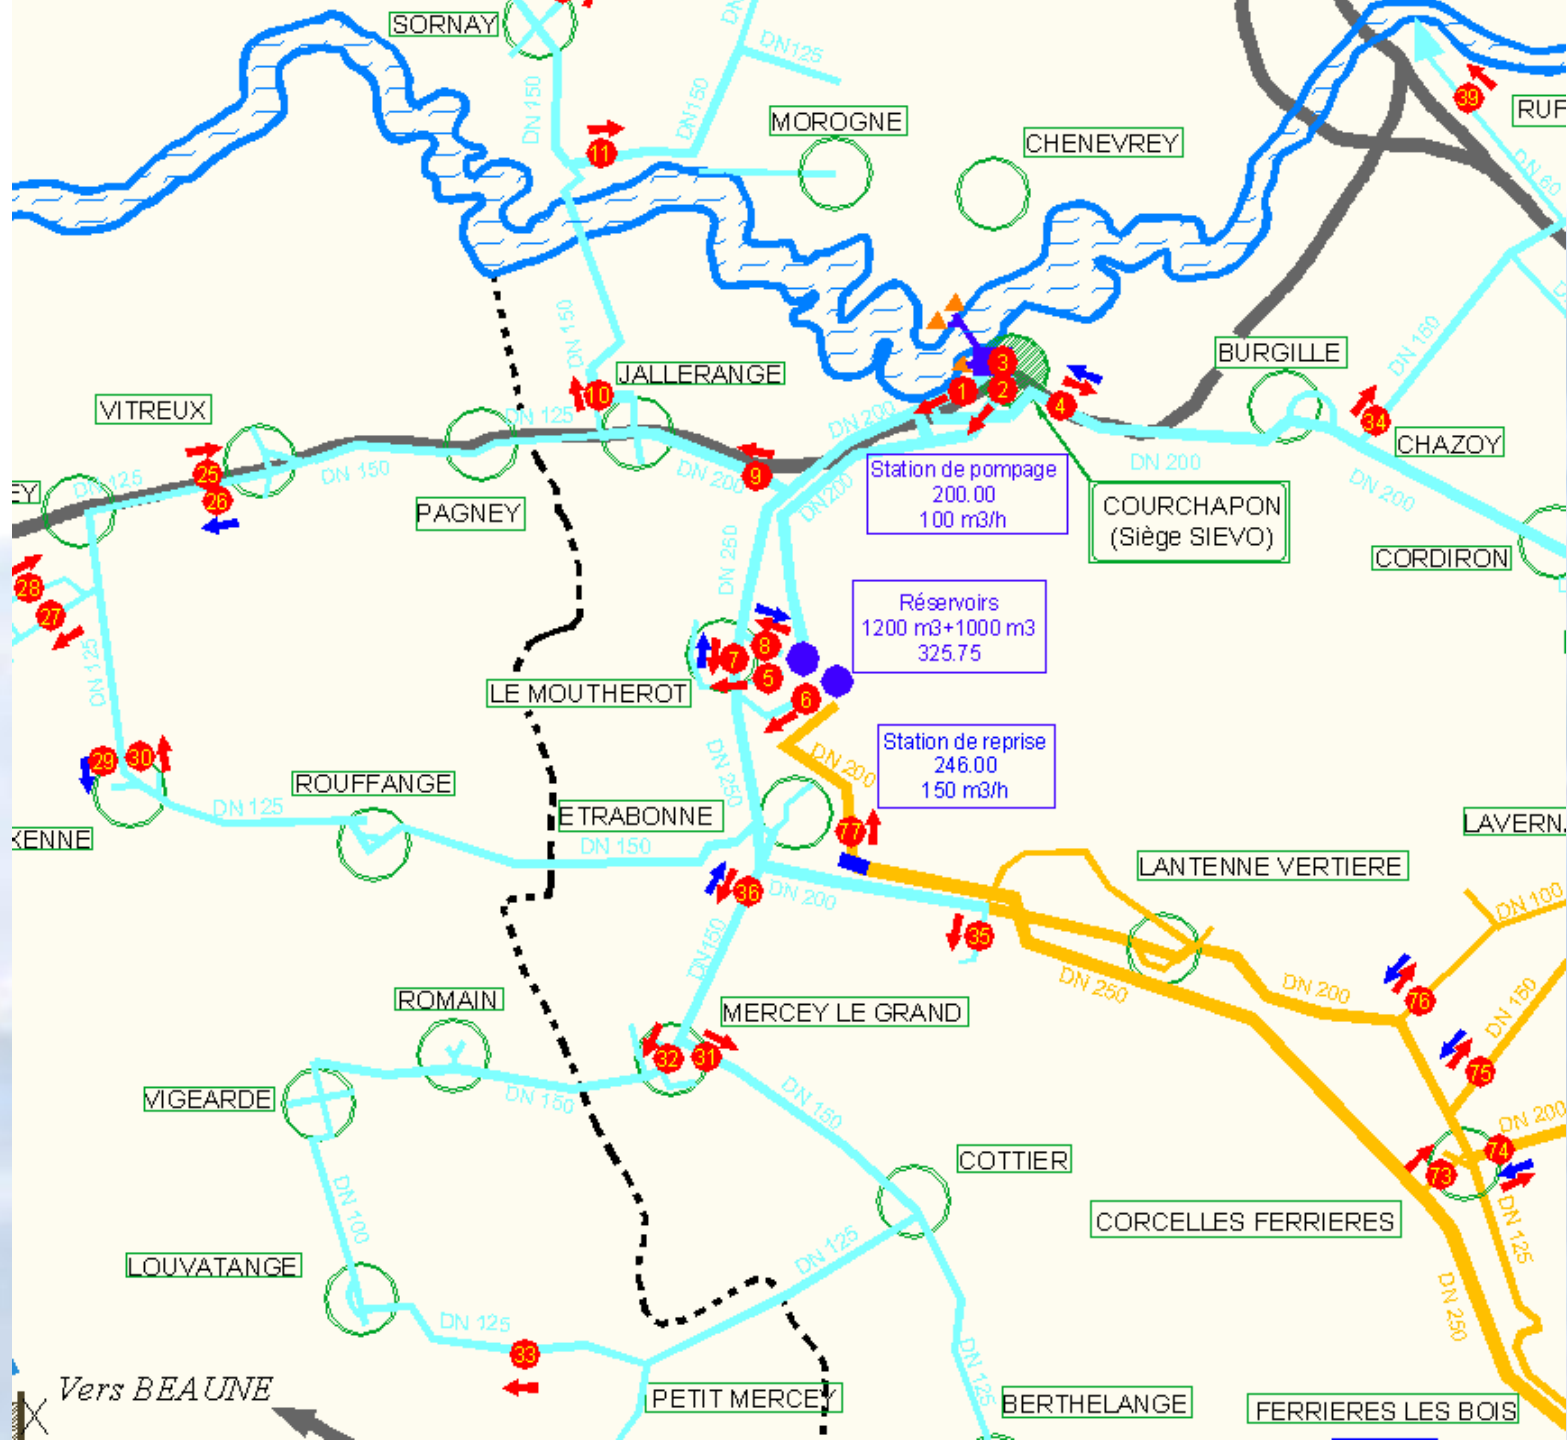 SORNAY
DN
DN125
DN 150
DN150
39
RUF
MOROGNE
11
CHENEVREY
DN 60
DN 150
DN 150
BURGILLE
3
JALLERANGE
10
1
2
4
VITREUX
DN 125
DN 200
34
CHAZOY
25
DN 150
DN 200
9
DN 200
DN 200
Station de pompage
200.00
100 m3/h
DN 125
EY
26
PAGNEY
DN200
COURCHAPON
(Siège SIEVO)
CORDIRON
DN 250
28
27
Réservoirs
1200 m3+1000 m3
325.75
DN 125
8
7
5
6
LE MOUTHEROT
Station de reprise
246.00
150 m3/h
29
30
DN 250
DN 200
ROUFFANGE
DN 125
ETRABONNE
77
XENNE
LAVERN
DN 150
LANTENNE VERTIERE
36
DN 200
DN 100
35
DN150
DN 250
DN 200
76
ROMAIN
MERCEY LE GRAND
DN 150
32
31
75
VIGEARDE
DN 150
DN 150
DN 200
74
COTTIER
73
DN 100
CORCELLES FERRIERES
DN 125
DN 125
LOUVATANGE
DN 125
DN 250
33
DN 125
Vers BEAUNE
PETIT MERCEY
BERTHELANGE
FERRIERES LES BOIS